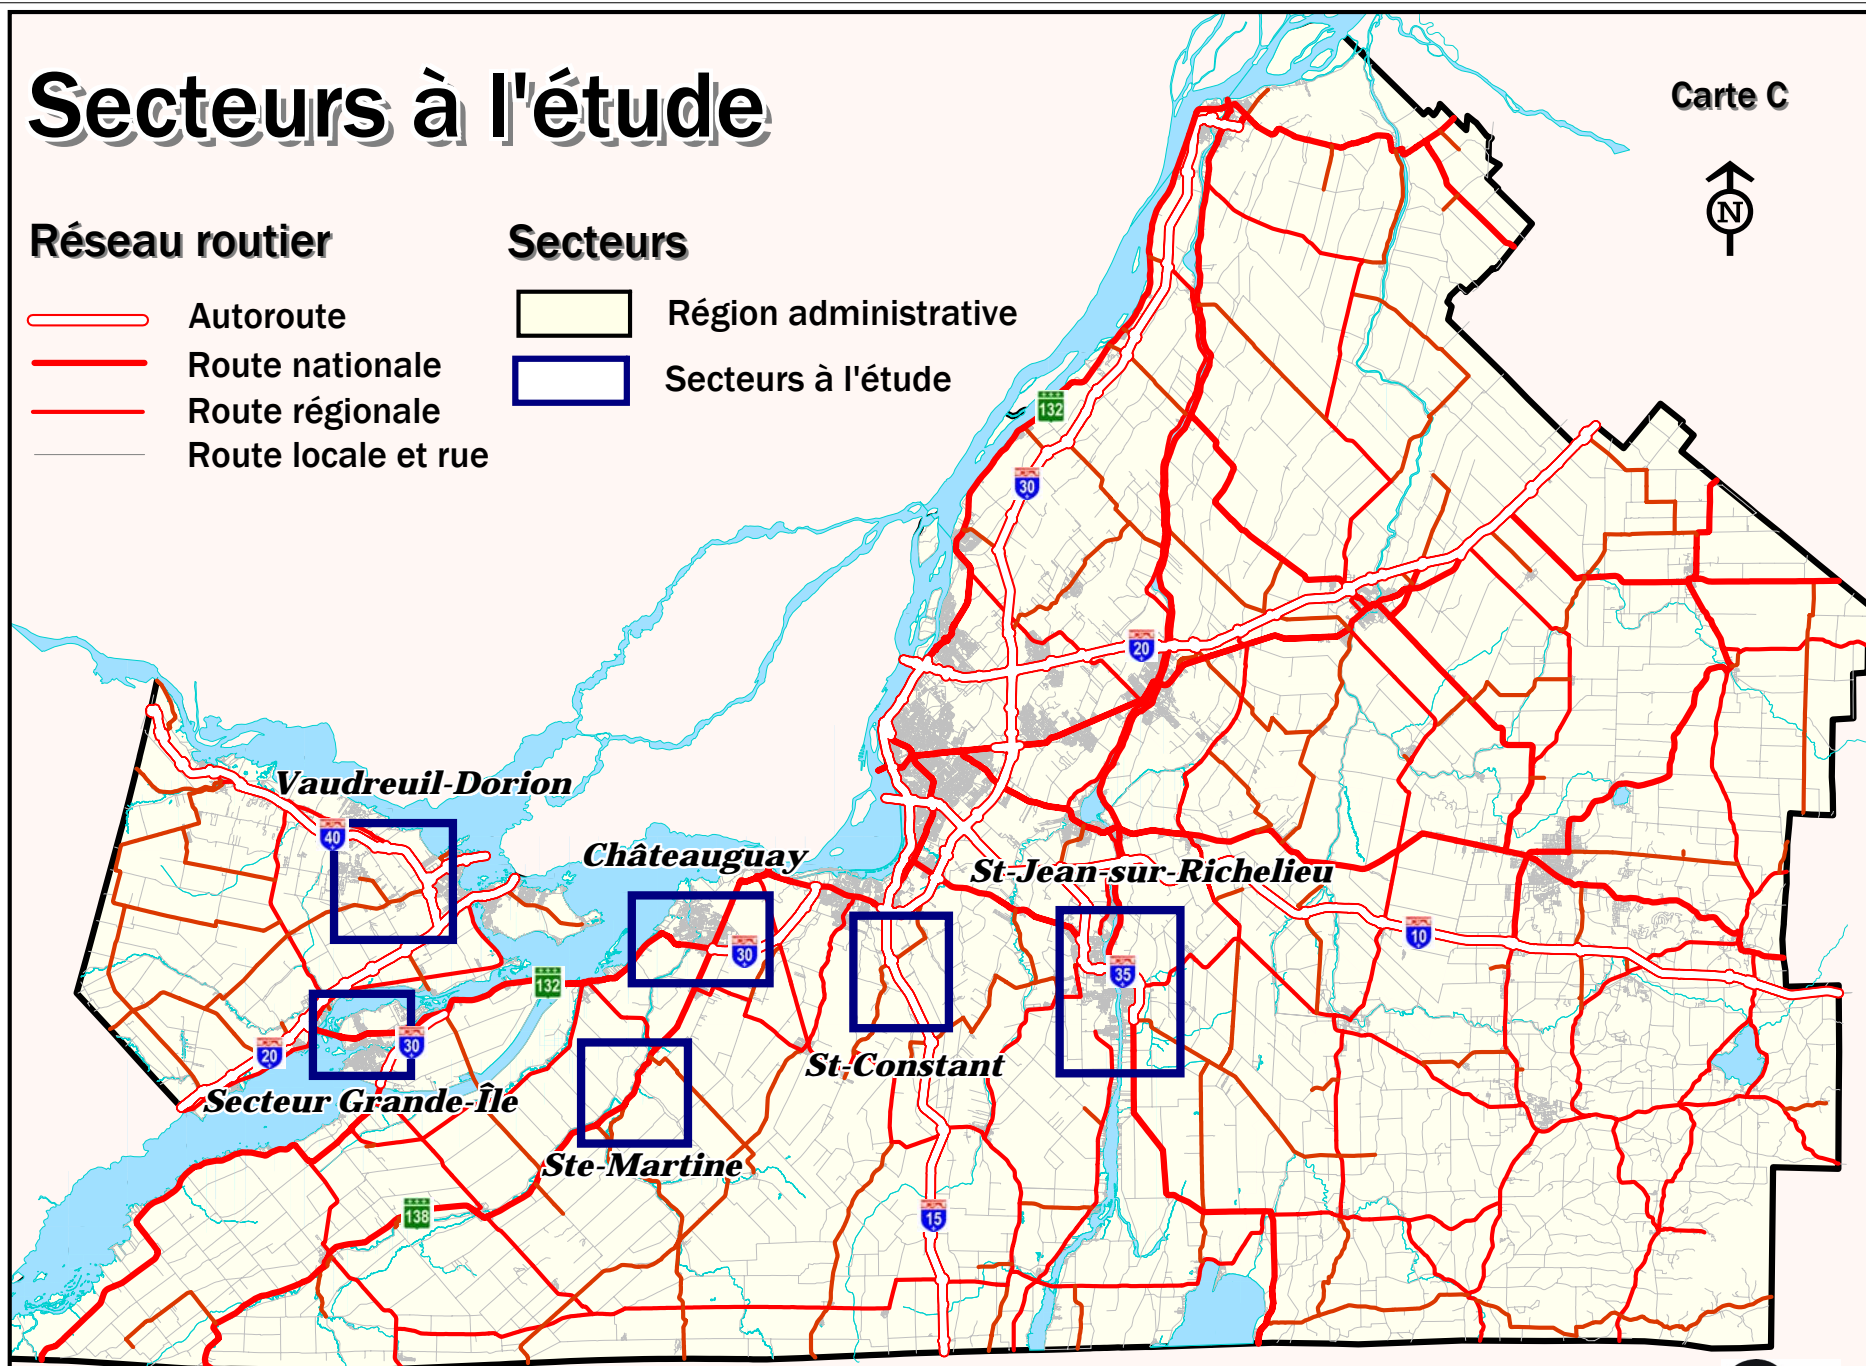 Secteurs à l'étude
Carte C
N
Réseau routier
Autoroute
Route nationale
Route régionale
Route locale et rue
Secteurs
Région administrative
Secteurs à l'étude
132
30
20
Vaudreuil-Dorion
40
Châteauguay
St-Jean-sur-Richelieu
10
30
35
132
20
30
St-Constant
Secteur Grande-Île
Ste-Martine
138
15